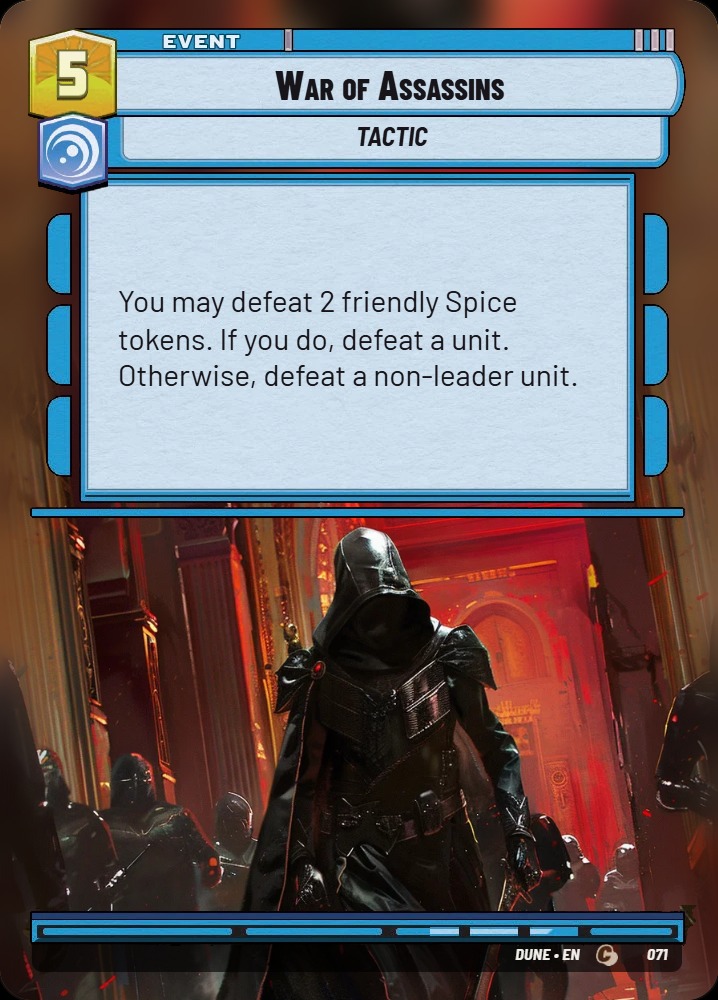 EVENT
5
WAR OF ASSASSINS
TACTIC
You may defeat 2 friendly Spice
tokens. If you do, defeat a unit.
Otherwise, defeat a non-leader unit.
DUNE • EN C 071